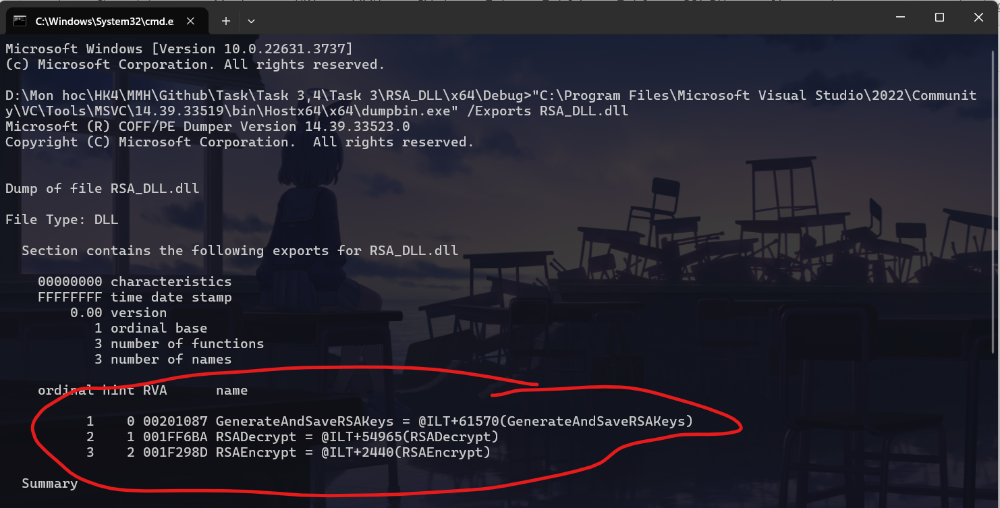 C:\Windows\System32\cmd.e
Microsoft Windows [Version 10.0.22631.3737]
(c) Microsoft Corporation. All rights reserved.
D:\Mon hoc\HK4\MMH\Github\Task\Task 3,4\Task 3\RSA_DLL\x64\Debug>"C:\Program Files\Microsoft Visual Studio\2022\Communit
y\VC\Tools\MSVC\14.39.33519\bin\Hostx64\x64\dumpbin.exe" /Exports RSA_DLL.dll
Microsoft (R) COFF/PE Dumper Version 14.39.33523.0
Copyright (C) Microsoft Corporation.  All rights reserved.
Dump of file RSA_DLL.dll
File Type: DLL
Section contains the following exports for RSA_DLL.dll
00000000 characteristics
FFFFFFFF time date stamp
0.00 version
1 ordinal base
3 number of functions
3 number of names
ordinal hint RVA      name
1    0 00201087 GenerateAndSaveRSAKeys = @ILT+61570(GenerateAndSaveRSAKeys)
2    1 001FF6BA RSADecrypt = @ILT+54965(RSADecrypt)
3    2 001F298D RSAEncrypt = @ILT+2440(RSAEncrypt)
Summary